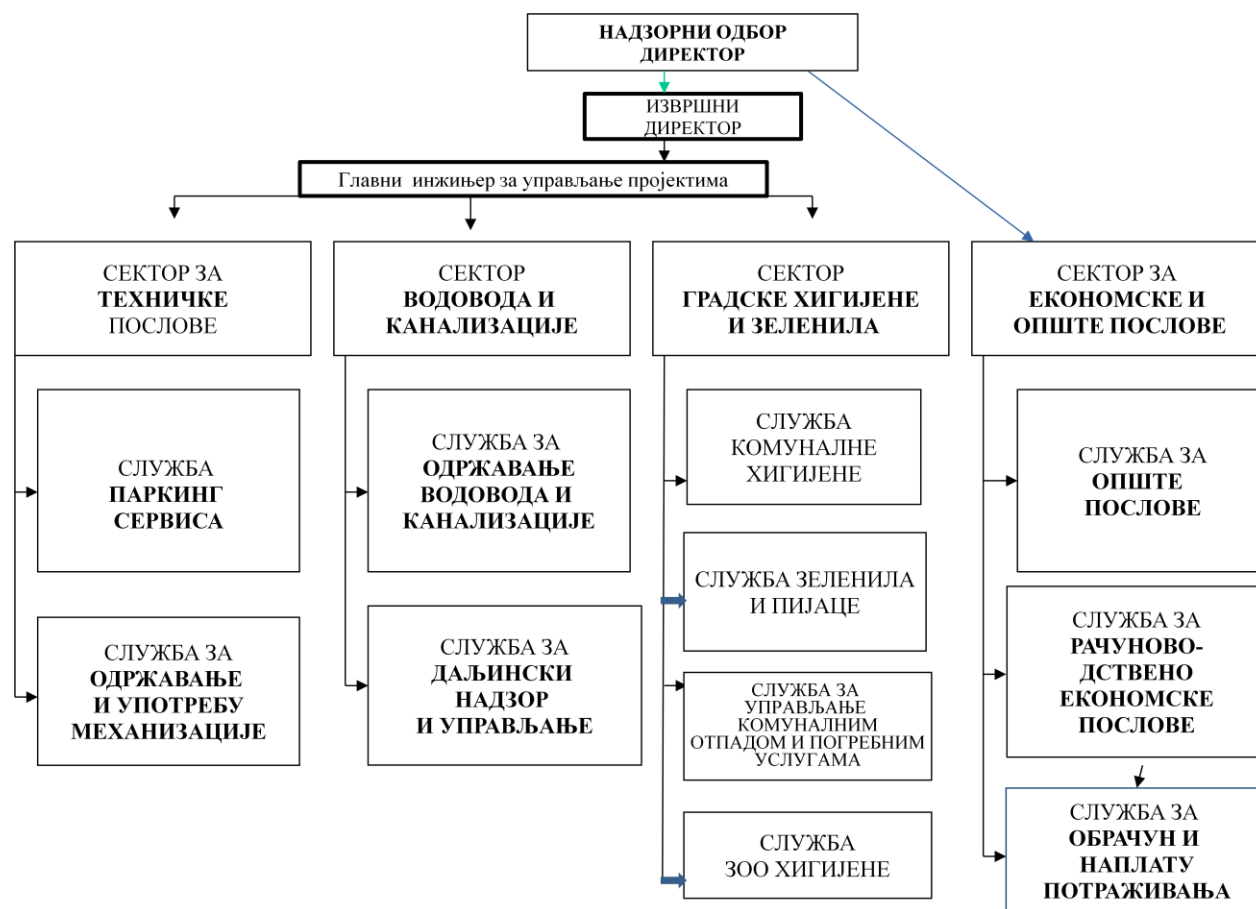 НАДЗОРНИ ОДБОР
ДИРЕКТОР
ИЗВРШНИ
ДИРЕКТОР
Главни инжињер за управљање пројектима
СЕКТОР ЗА
ТЕХНИЧКЕ
ПОСЛОВЕ
СЕКТОР
ВОДОВОДА И
КАНАЛИЗАЦИЈЕ
СЕКТОР
ГРАДСКЕ ХИГИЈЕНЕ
И ЗЕЛЕНИЛА
СЕКТОР ЗА
ЕКОНОМСКЕ И
ОПШТЕ ПОСЛОВЕ
СЛУЖБА
ПАРКИНГ
СЕРВИСА
СЛУЖБА ЗА
ОДРЖАВАЊЕ
И УПОТРЕБУ
МЕХАНИЗАЦИЈЕ
СЛУЖБА ЗА
ОДРЖАВАЊЕ
ВОДОВОДА И
КАНАЛИЗАЦИЈЕ
СЛУЖБА ЗА
ДАЉИНСКИ
НАДЗОР
И УПРАВЉАЊЕ
СЛУЖБА
КОМУНАЛНЕ
ХИГИЈЕНЕ
СЛУЖБА ЗЕЛЕНИЛА
И ПИЈАЦЕ
СЛУЖБА ЗА
УПРАВЉАЊЕ
КОМУНАЛНИМ
ОТПАДОМ И ПОГРЕБНИМ
УСЛУГАМА
СЛУЖБА
ЗОО ХИГИЈЕНЕ
СЛУЖБА ЗА
ОПШТЕ
ПОСЛОВЕ
СЛУЖБА ЗА
РАЧУНОВО-
ДСТВЕНО
ЕКОНОМСКЕ
ПОСЛОВЕ
СЛУЖБА ЗА
ОБРАЧУН И
НАПЛАТУ
ПОТРАЖИВАЊА